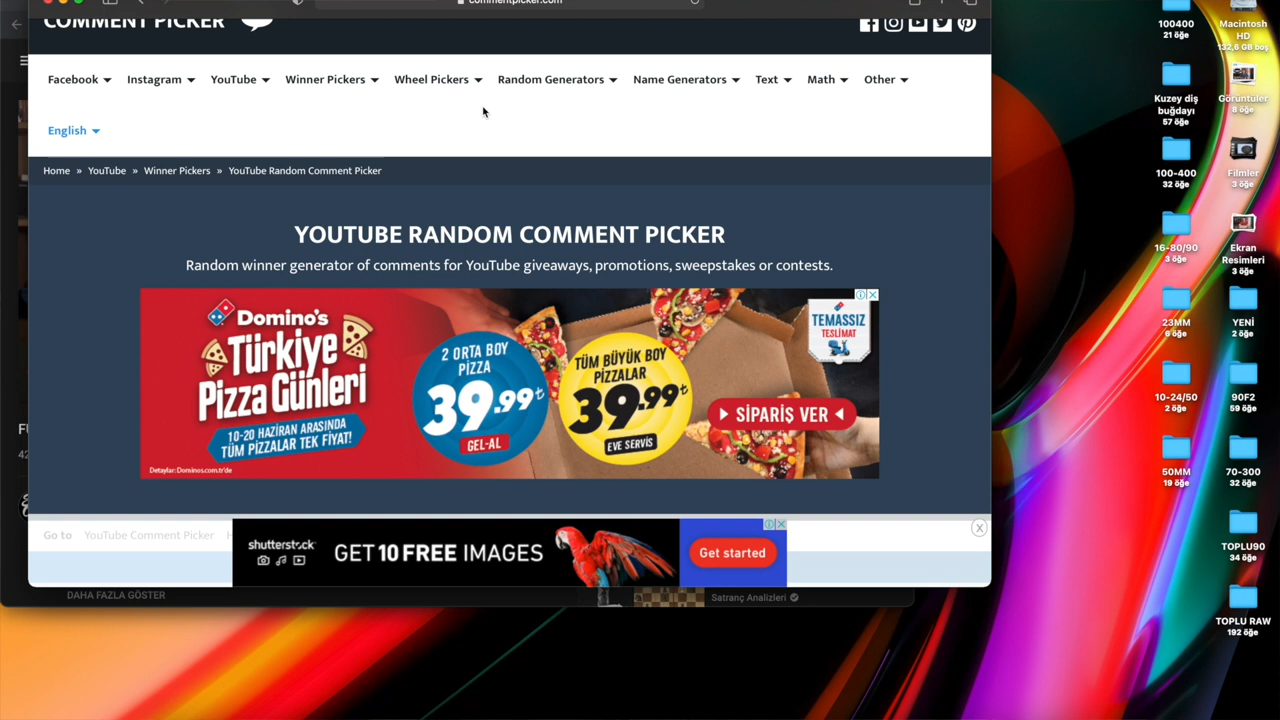 commentpicker.com
COMMENT PICKER
Facebook Instagram YouTube Winner Pickers Wheel Pickers Random Generators Name Generators Text Math Other
English
Home » YouTube » Winner Pickers » YouTube Random Comment Picker
YOUTUBE RANDOM COMMENT PICKER
Random winner generator of comments for YouTube giveaways, promotions, sweepstakes or contests.
Domino's
Türkiye
Pizza Günleri
10-20 HAZİRAN ARASINDA
TÜM PİZZALAR TEK FİYAT!
Detaylar: Dominos.com.tr'de
2 ORTA BOY
PİZZA
39.99₺
GEL-AL
TÜM BÜYÜK BOY
PİZZALAR
39.99₺
EVE SERVİS
TEMASSIZ
TESLİMAT
SİPARİŞ VER
Go to YouTube Comment Picker
shutterstock
GET 10 FREE IMAGES
Get started
DAHA FAZLA GÖSTER
Satranç Analizleri
100400
21 öğe
Kuzey diş
buğdayı
57 öğe
100-400
32 öğe
16-80/90
3 öğe
23MM
6 öğe
10-24/50
2 öğe
50MM
19 öğe
Macintosh
HD
132,6 GB boş
Görüntüler
8 öğe
Filmler
3 öğe
Ekran
Resimleri
3 öğe
YENİ
2 öğe
90F2
59 öğe
70-300
32 öğe
TOPLU90
34 öğe
TOPLU RAW
192 öğe